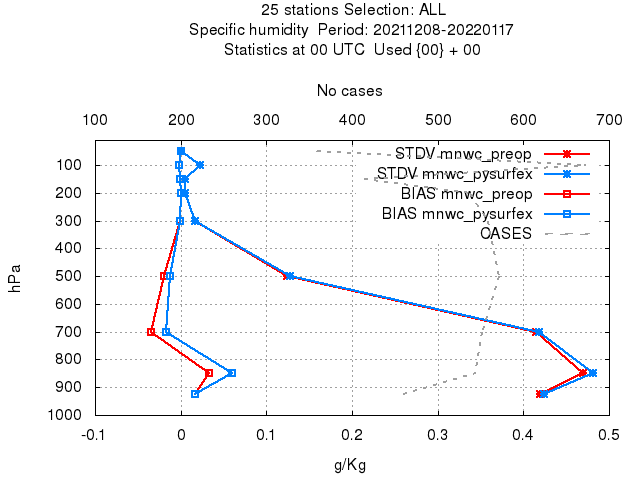 25 stations Selection: ALL
Specific humidity  Period: 20211208-20220117
Statistics at 00 UTC  Used {00} + 00
No cases
100 200 300 400 500 600 700
STDV mnwc_preop
STDV mnwc_pysurfex
BIAS mnwc_preop
BIAS mnwc_pysurfex
CASES
hPa
100
200
300
400
500
600
700
800
900
1000
-0.1 0 0.1 0.2 0.3 0.4 0.5
g/Kg